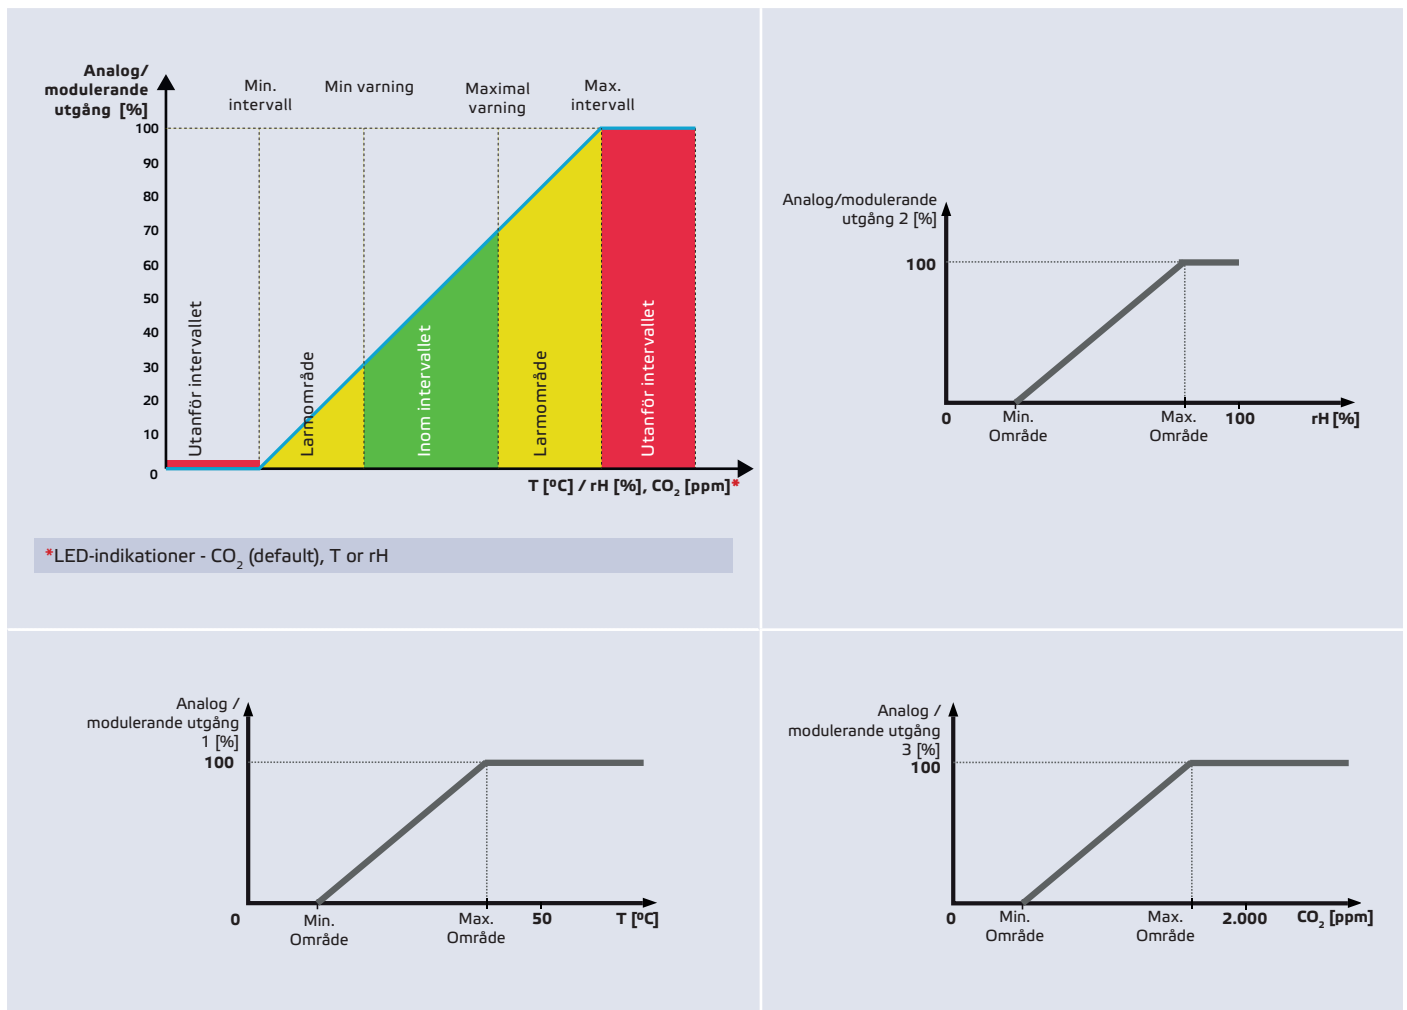 Analog/
modulerande
utgång [%]
Min.
intervall
Min varning
Maximal
varning
Max.
intervall
100
90
80
70
60
50
40
30
20
10
0
Utanför intervallet
Larmområde
Inom intervallet
Larmområde
Utanför intervallet
T [ºC] / rH [%], CO₂ [ppm]*
*LED-indikationer - CO₂ (default), T or rH
Analog/modulerande
utgång 2 [%]
100
0
Min.
Område
Max.
Område
100
rH [%]
Analog /
modulerande utgång
1 [%]
100
0
Min.
Område
Max.
Område
50
T [ºC]
Analog /
modulerande utgång
3 [%]
100
0
Min.
Område
Max.
Område
2.000
CO₂ [ppm]